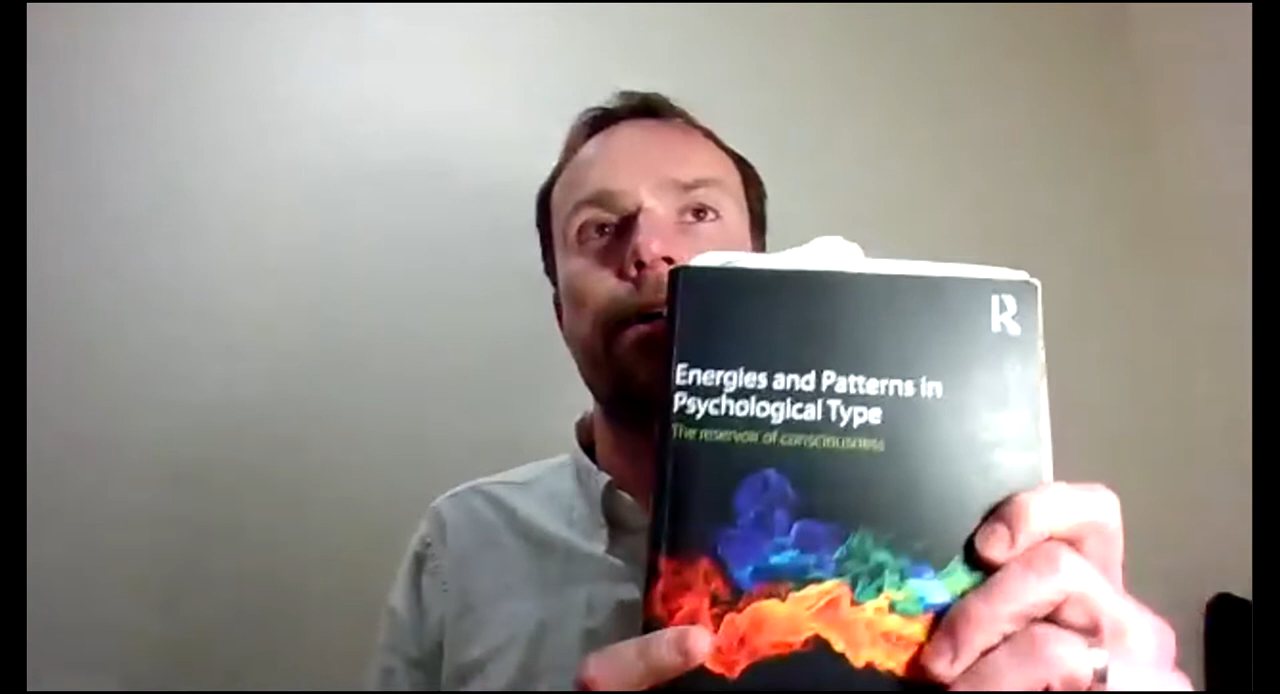 R
Energies and Patterns in
Psychological Type
The reservoir of consciousness